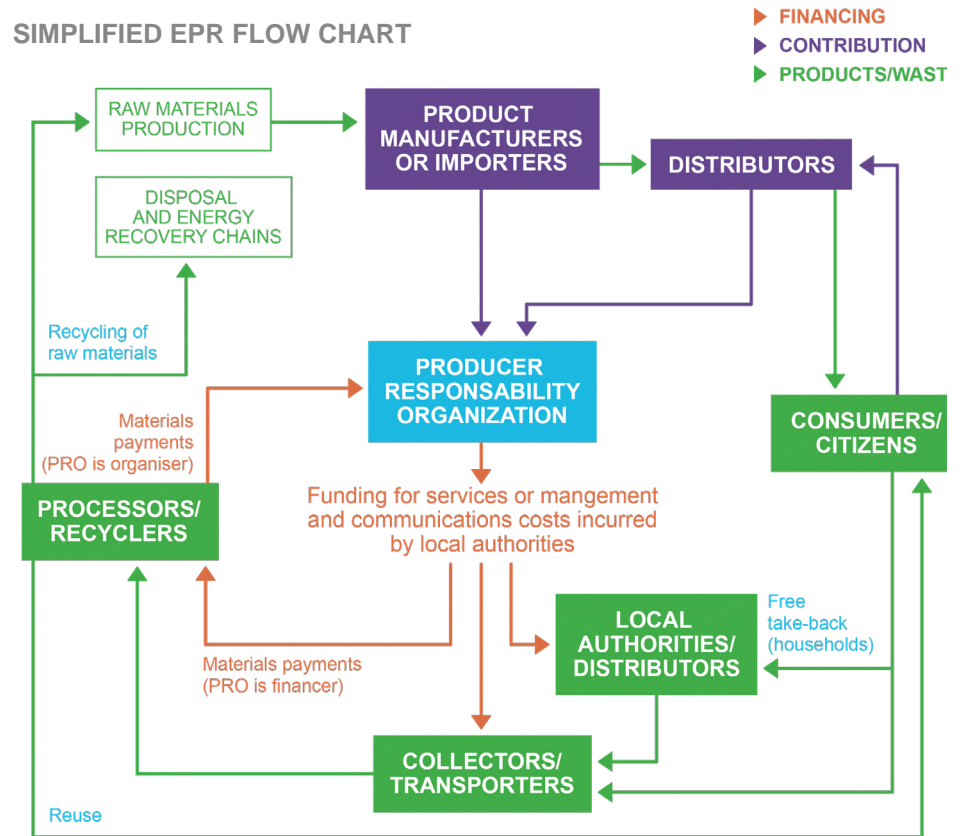 SIMPLIFIED EPR FLOW CHART
FINANCING
CONTRIBUTION
PRODUCTS/WAST
RAW MATERIALS
PRODUCTION
PRODUCT
MANUFACTURERS
OR IMPORTERS
DISTRIBUTORS
DISPOSAL
AND ENERGY
RECOVERY CHAINS
Recycling of
raw materials
PRODUCER
RESPONSABILITY
ORGANIZATION
Materials
payments
(PRO is organiser)
CONSUMERS/
CITIZENS
PROCESSORS/
RECYCLERS
Funding for services or mangement
and communications costs incurred
by local authorities
Free
take-back
(households)
LOCAL
AUTHORITIES/
DISTRIBUTORS
Materials payments
(PRO is financer)
COLLECTORS/
TRANSPORTERS
Reuse